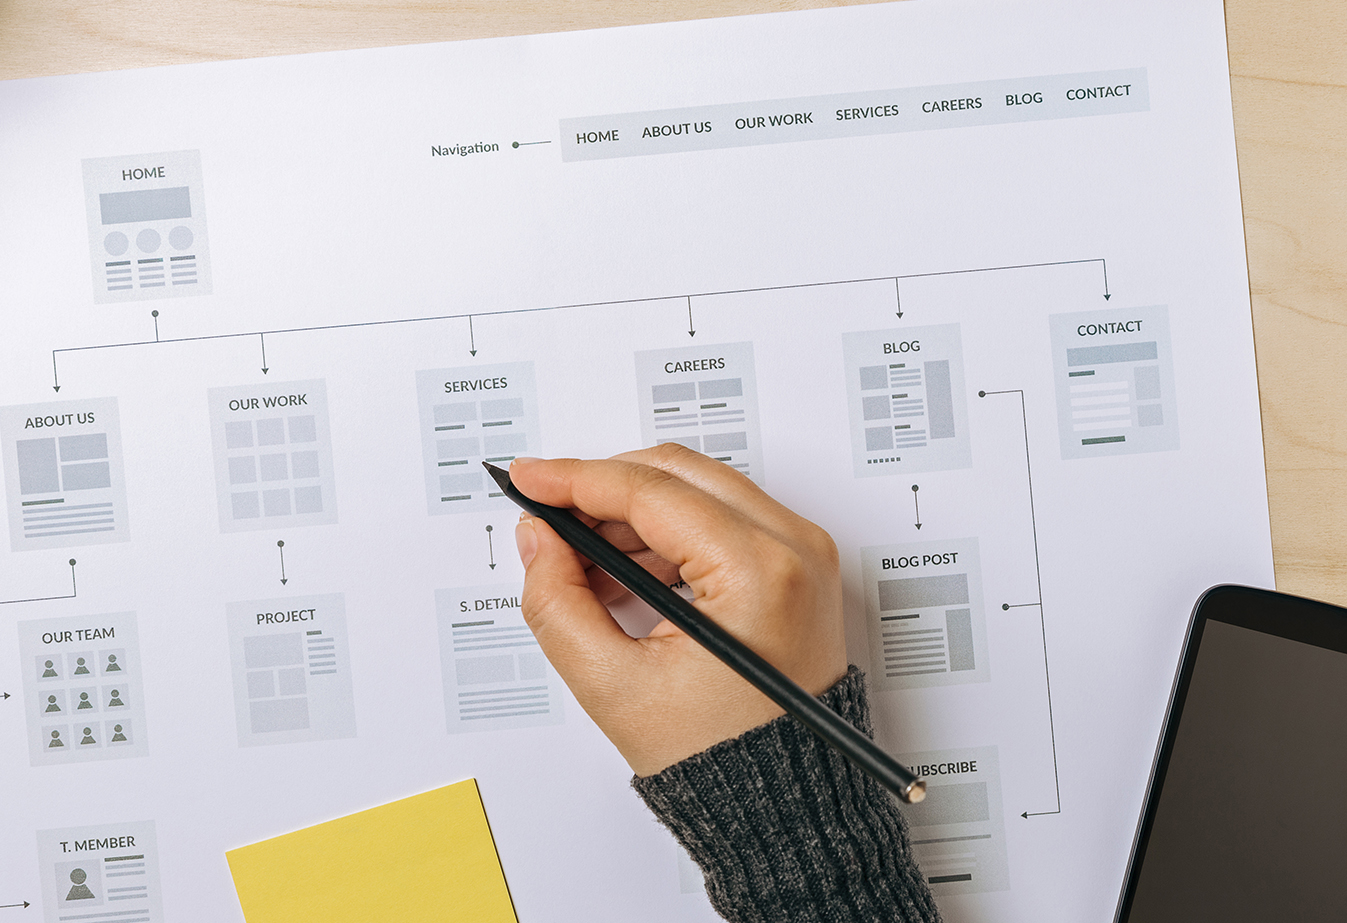 Navigation
HOME ABOUT US OUR WORK SERVICES CAREERS BLOG CONTACT
HOME
ABOUT US
OUR WORK
SERVICES
CAREERS
BLOG
CONTACT
OUR TEAM
PROJECT
S. DETAIL
BLOG POST
T. MEMBER
UBSCRIBE